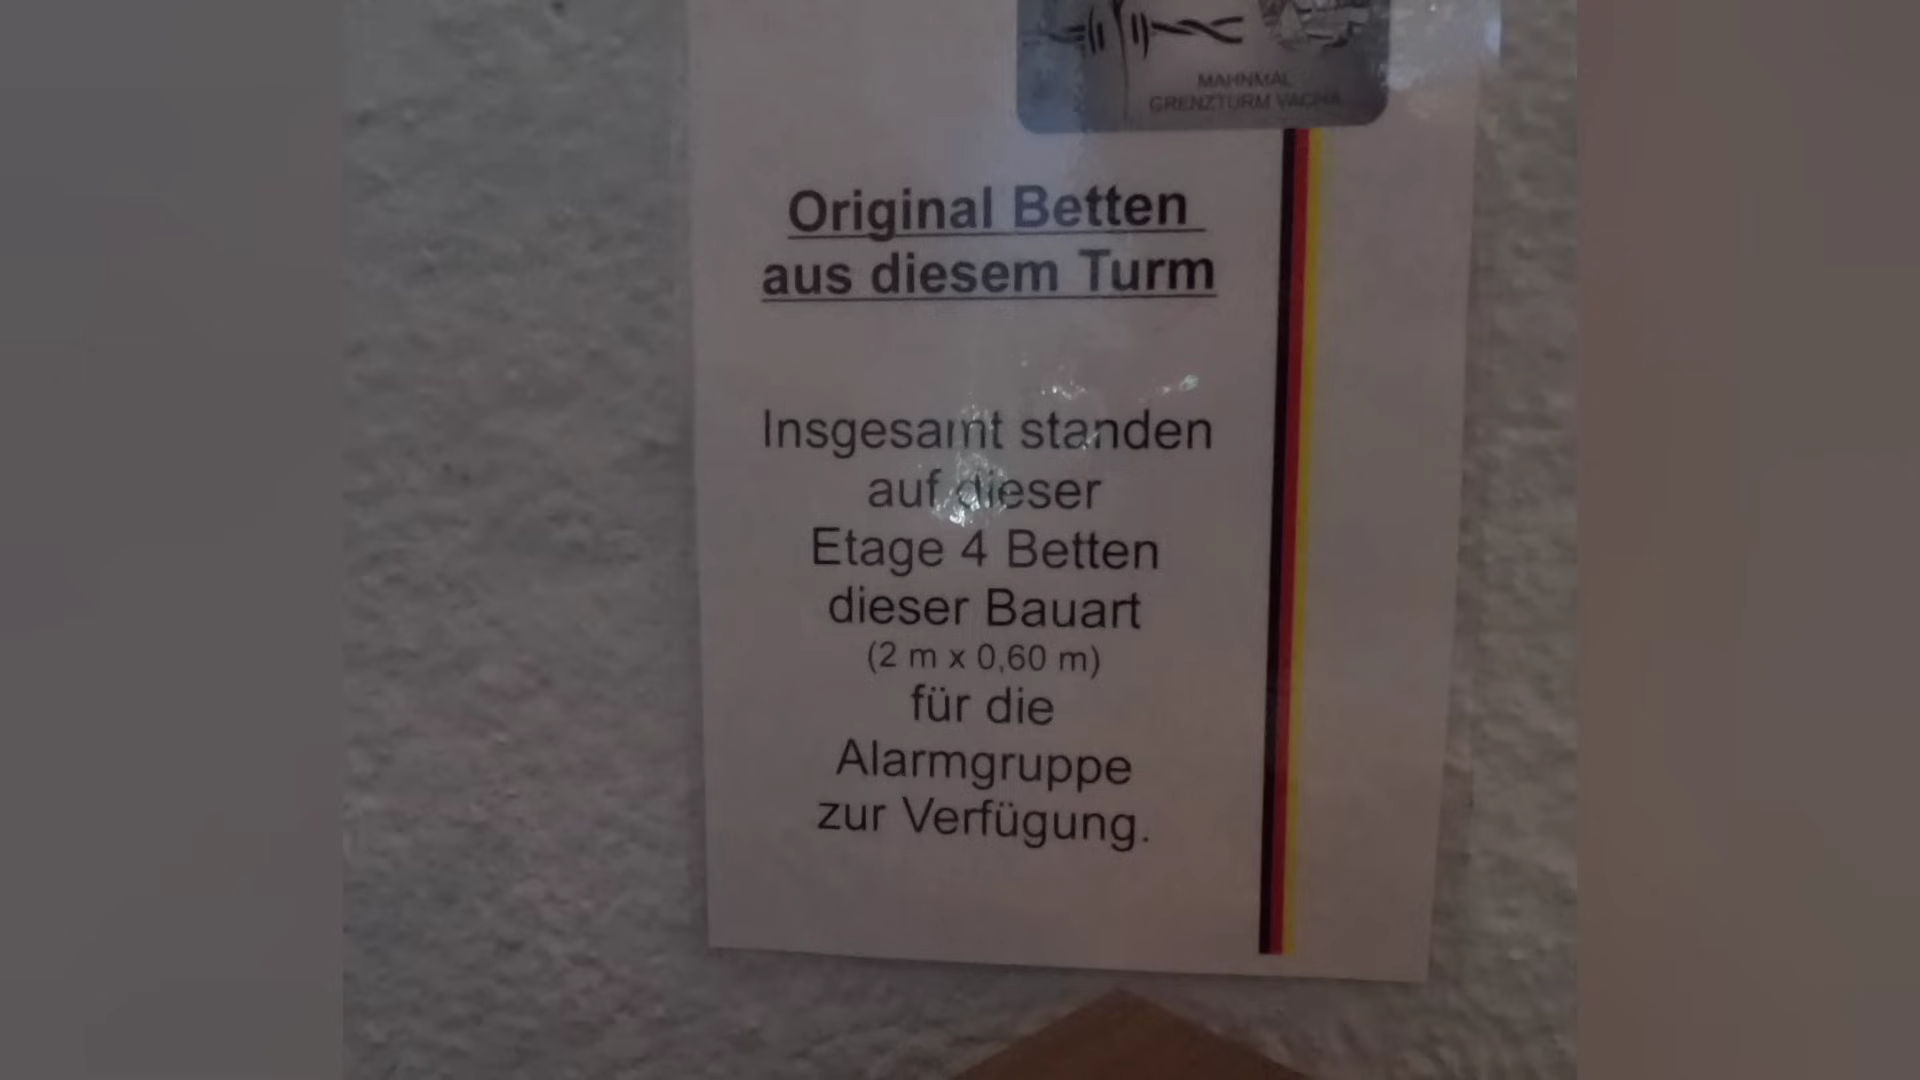 MAHNMAL
GRENZTURM VACHA
Original Betten
aus diesem Turm
Insgesamt standen
auf dieser
Etage 4 Betten
dieser Bauart
(2 m x 0,60 m)
für die
Alarmgruppe
zur Verfügung.